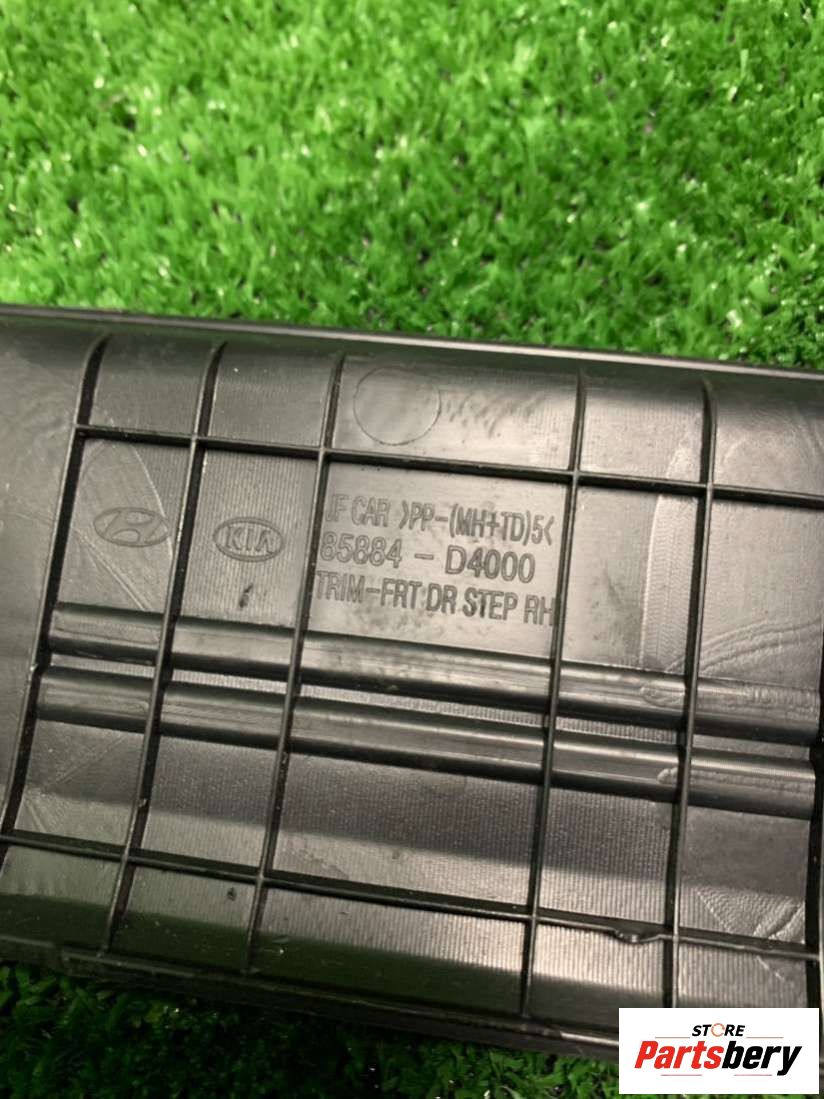 JF CAR >PP-(MH+TD)5<
KIA
85884 - D4000
TRIM-FRT DR STEP RH
STORE
Partsbery